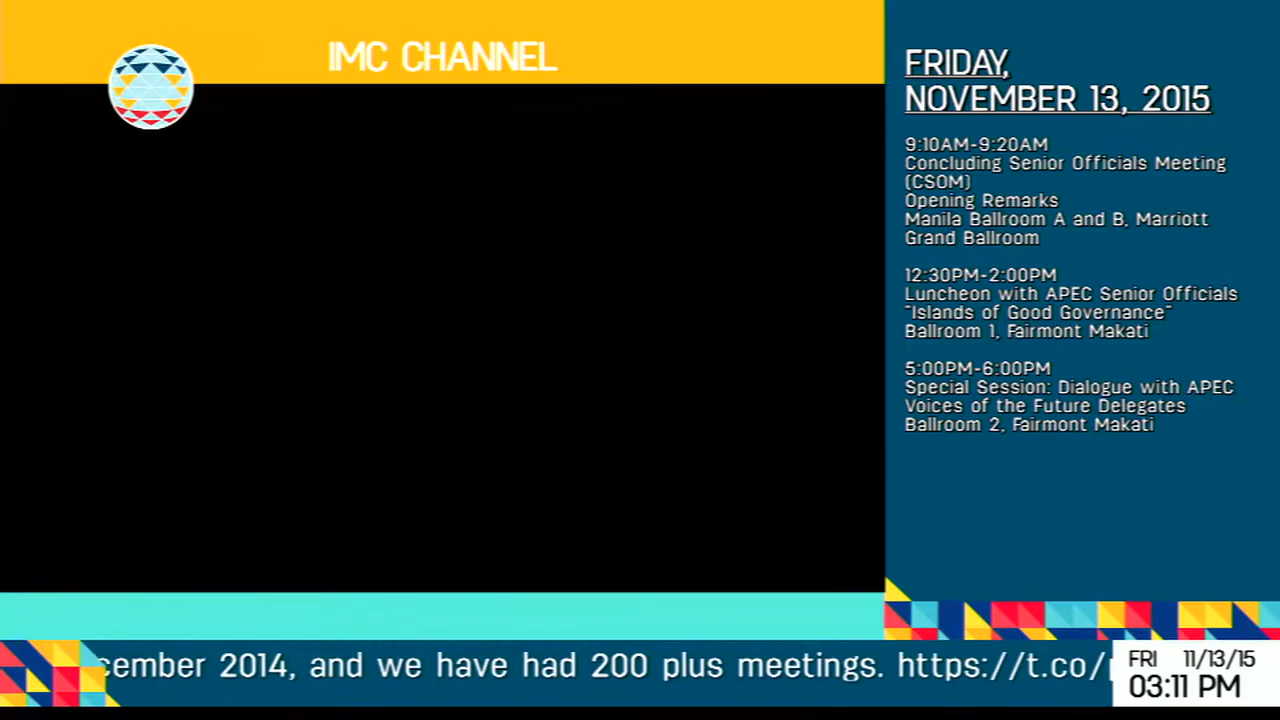 IMC CHANNEL
FRIDAY,
NOVEMBER 13, 2015
9:10AM-9:20AM
Concluding Senior Officials Meeting
(CSOM)
Opening Remarks
Manila Ballroom A and B, Marriott
Grand Ballroom
12:30PM-2:00PM
Luncheon with APEC Senior Officials
"Islands of Good Governance"
Ballroom 1, Fairmont Makati
5:00PM-6:00PM
Special Session: Dialogue with APEC
Voices of the Future Delegates
Ballroom 2, Fairmont Makati
cember 2014, and we have had 200 plus meetings. https://t.co/
FRI 11/13/15
03:11 PM